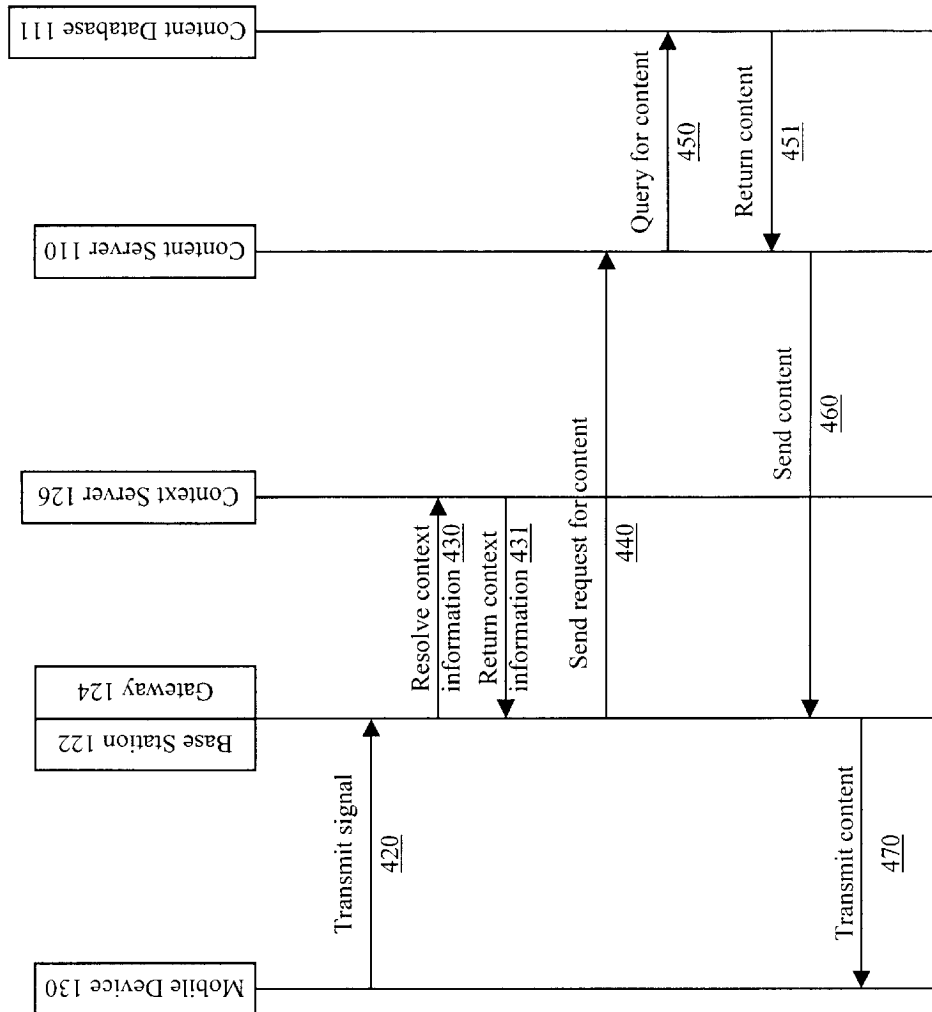 Mobile Device 130
Base Station 122
Gateway 124
Context Server 126
Content Server 110
Content Database 111
Transmit signal
420
Resolve context
information 430
Return context
information 431
Send request for content
440
Query for content
450
Return content
451
Send content
460
Transmit content
470